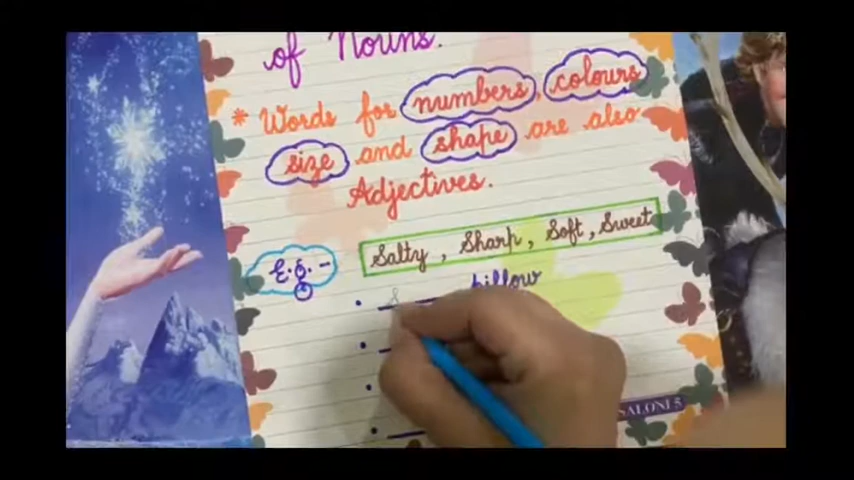 of Nouns.
* Words for numbers, colours
size and shape are also
Adjectives.
E.g. - Salty, Sharp, Soft, Sweet
• S pillow
•
•
•
SALONI 5